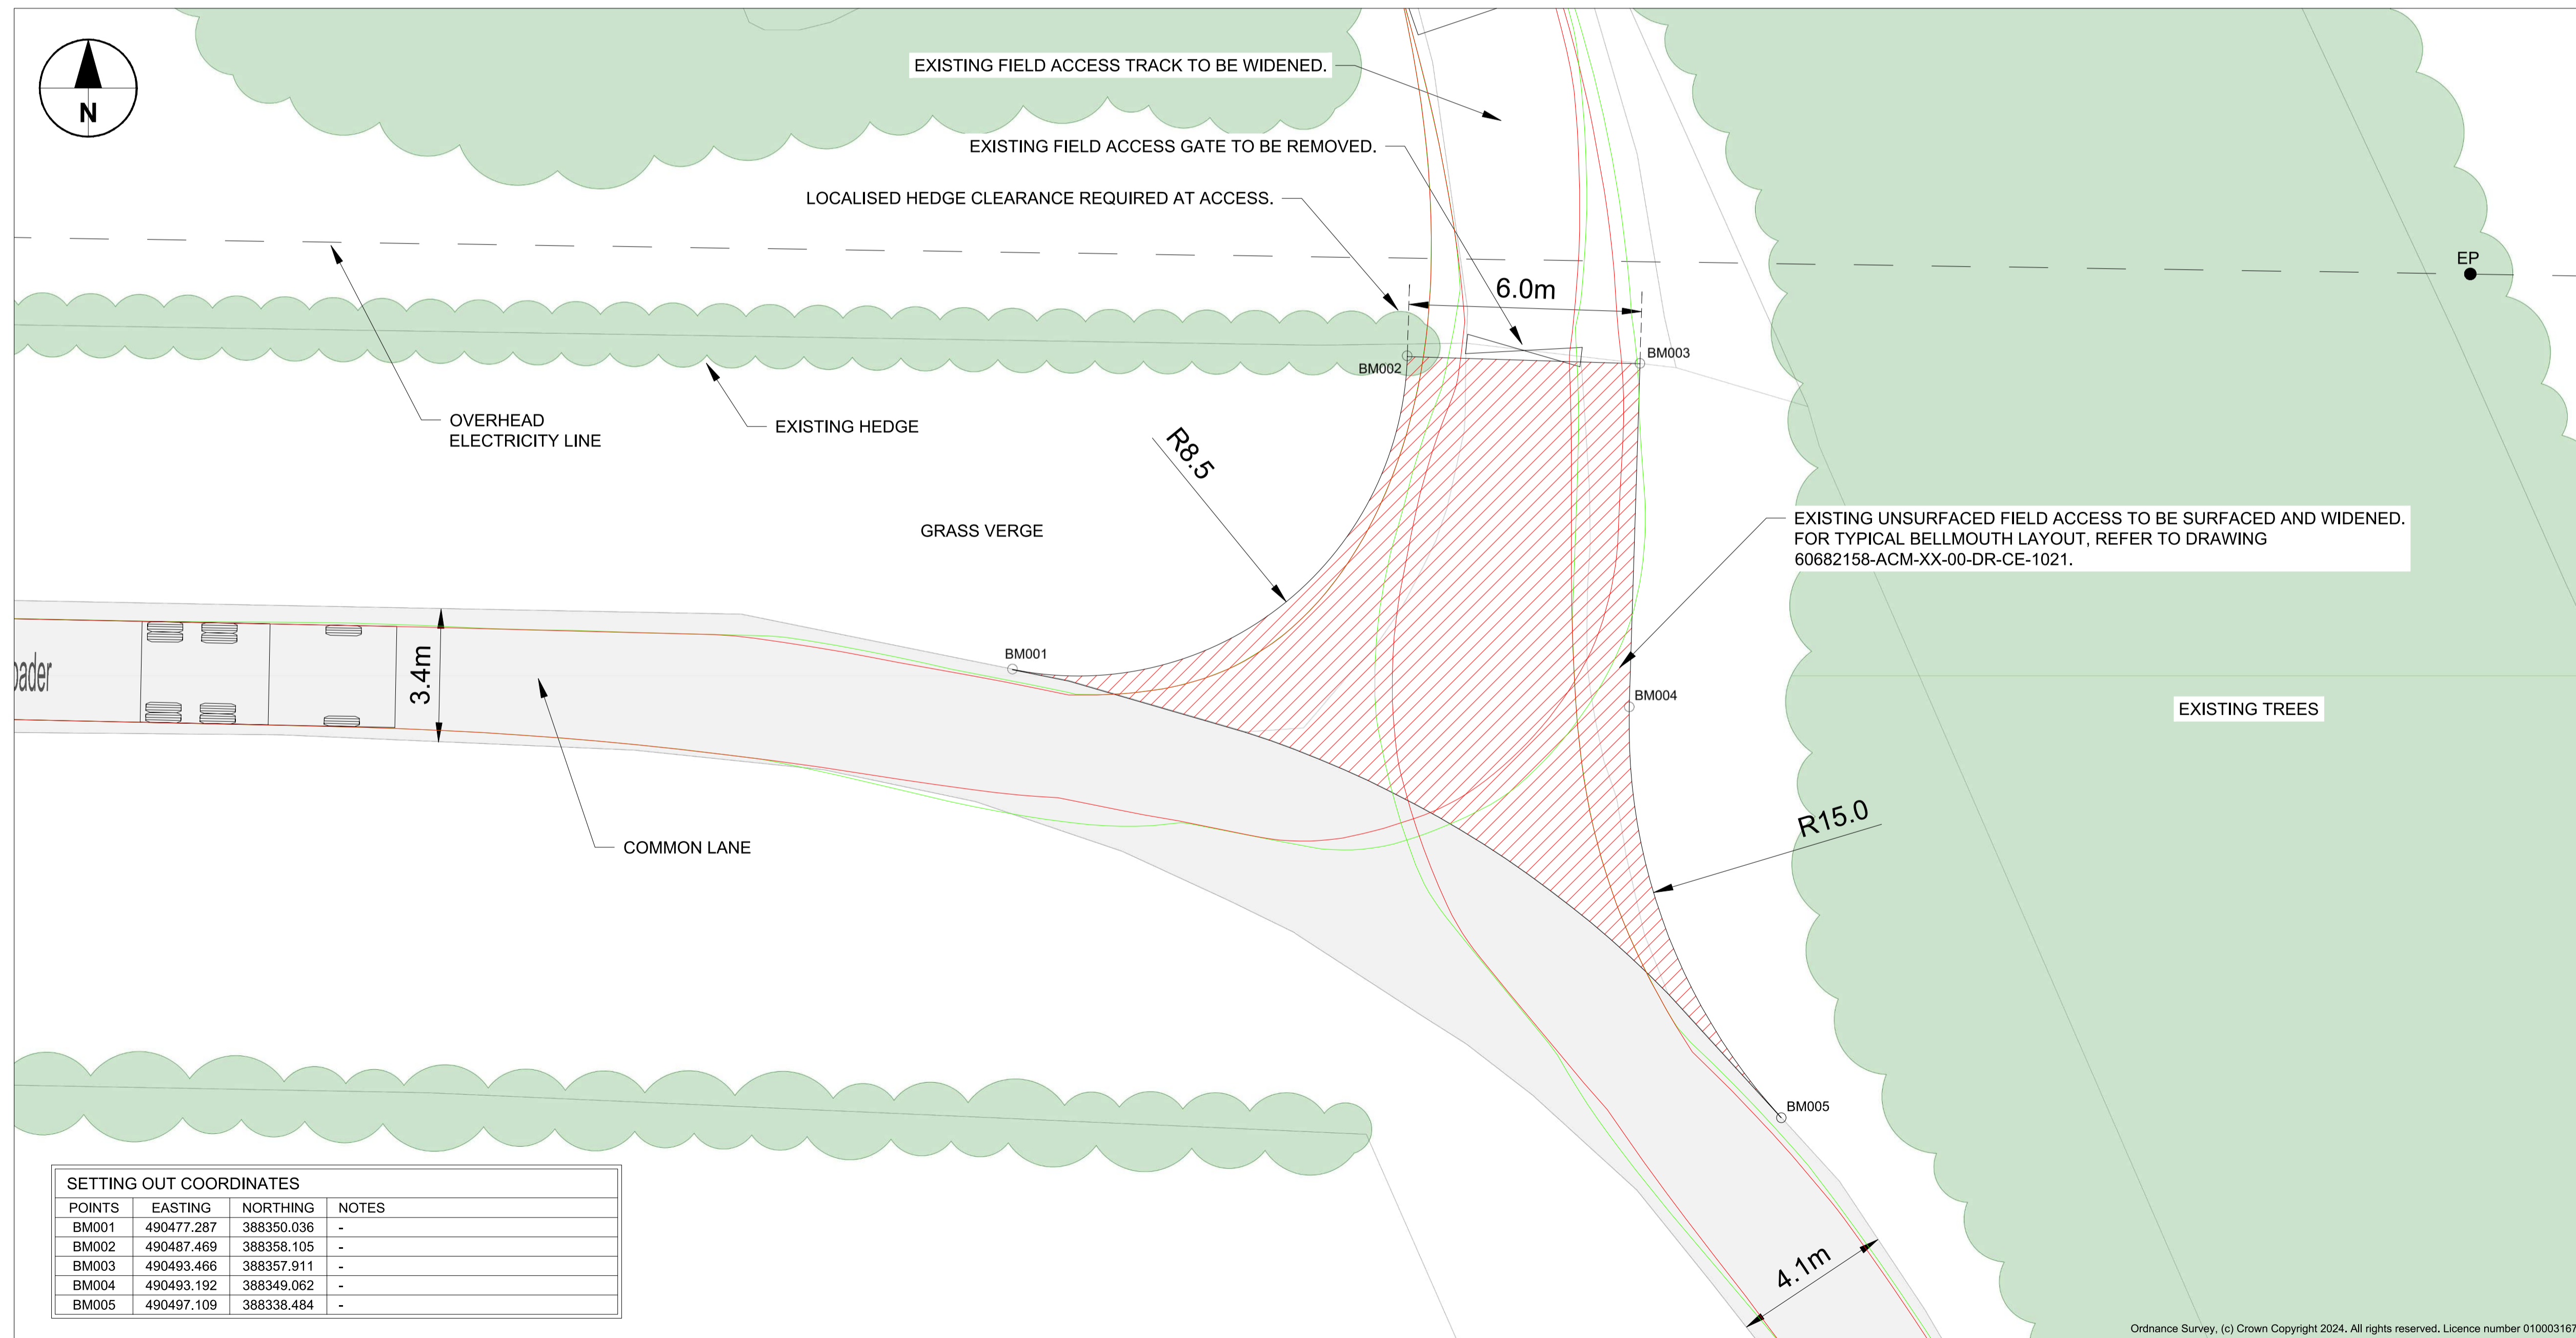 N
EXISTING FIELD ACCESS TRACK TO BE WIDENED.
EXISTING FIELD ACCESS GATE TO BE REMOVED.
LOCALISED HEDGE CLEARANCE REQUIRED AT ACCESS.
EP
6.0m
BM003
BM002
OVERHEAD
ELECTRICITY LINE
EXISTING HEDGE
R8.5
GRASS VERGE
EXISTING UNSURFACED FIELD ACCESS TO BE SURFACED AND WIDENED.
FOR TYPICAL BELLMOUTH LAYOUT, REFER TO DRAWING
60682158-ACM-XX-00-DR-CE-1021.
BM001
3.4m
BM004
EXISTING TREES
R15.0
COMMON LANE
BM005
4.1m
SETTING OUT COORDINATES
POINTS EASTING NORTHING NOTES
BM001 490477.287 388350.036 -
BM002 490487.469 388358.105 -
BM003 490493.466 388357.911 -
BM004 490493.192 388349.062 -
BM005 490497.109 388338.484 -
Ordnance Survey, (c) Crown Copyright 2024. All rights reserved. Licence number 010003167